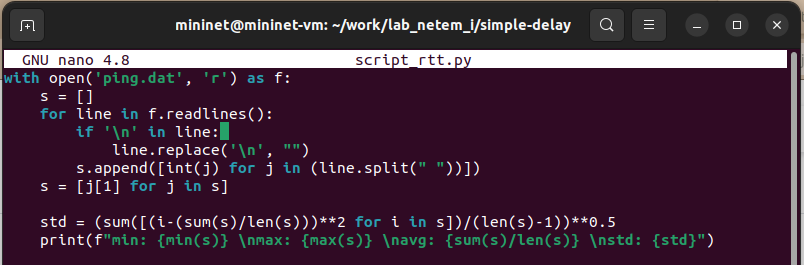 mininet@mininet-vm: ~/work/lab_netem_i/simple-delay
GNU nano 4.8 script_rtt.py
with open('ping.dat', 'r') as f:
    s = []
    for line in f.readlines():
        if '\n' in line:
            line.replace('\n', "")
        s.append([int(j) for j in (line.split(" "))])
    s = [j[1] for j in s]

    std = (sum([(i-(sum(s)/len(s)))**2 for i in s])/(len(s)-1))**0.5
    print(f"min: {min(s)} \nmax: {max(s)} \navg: {sum(s)/len(s)} \nstd: {std}")